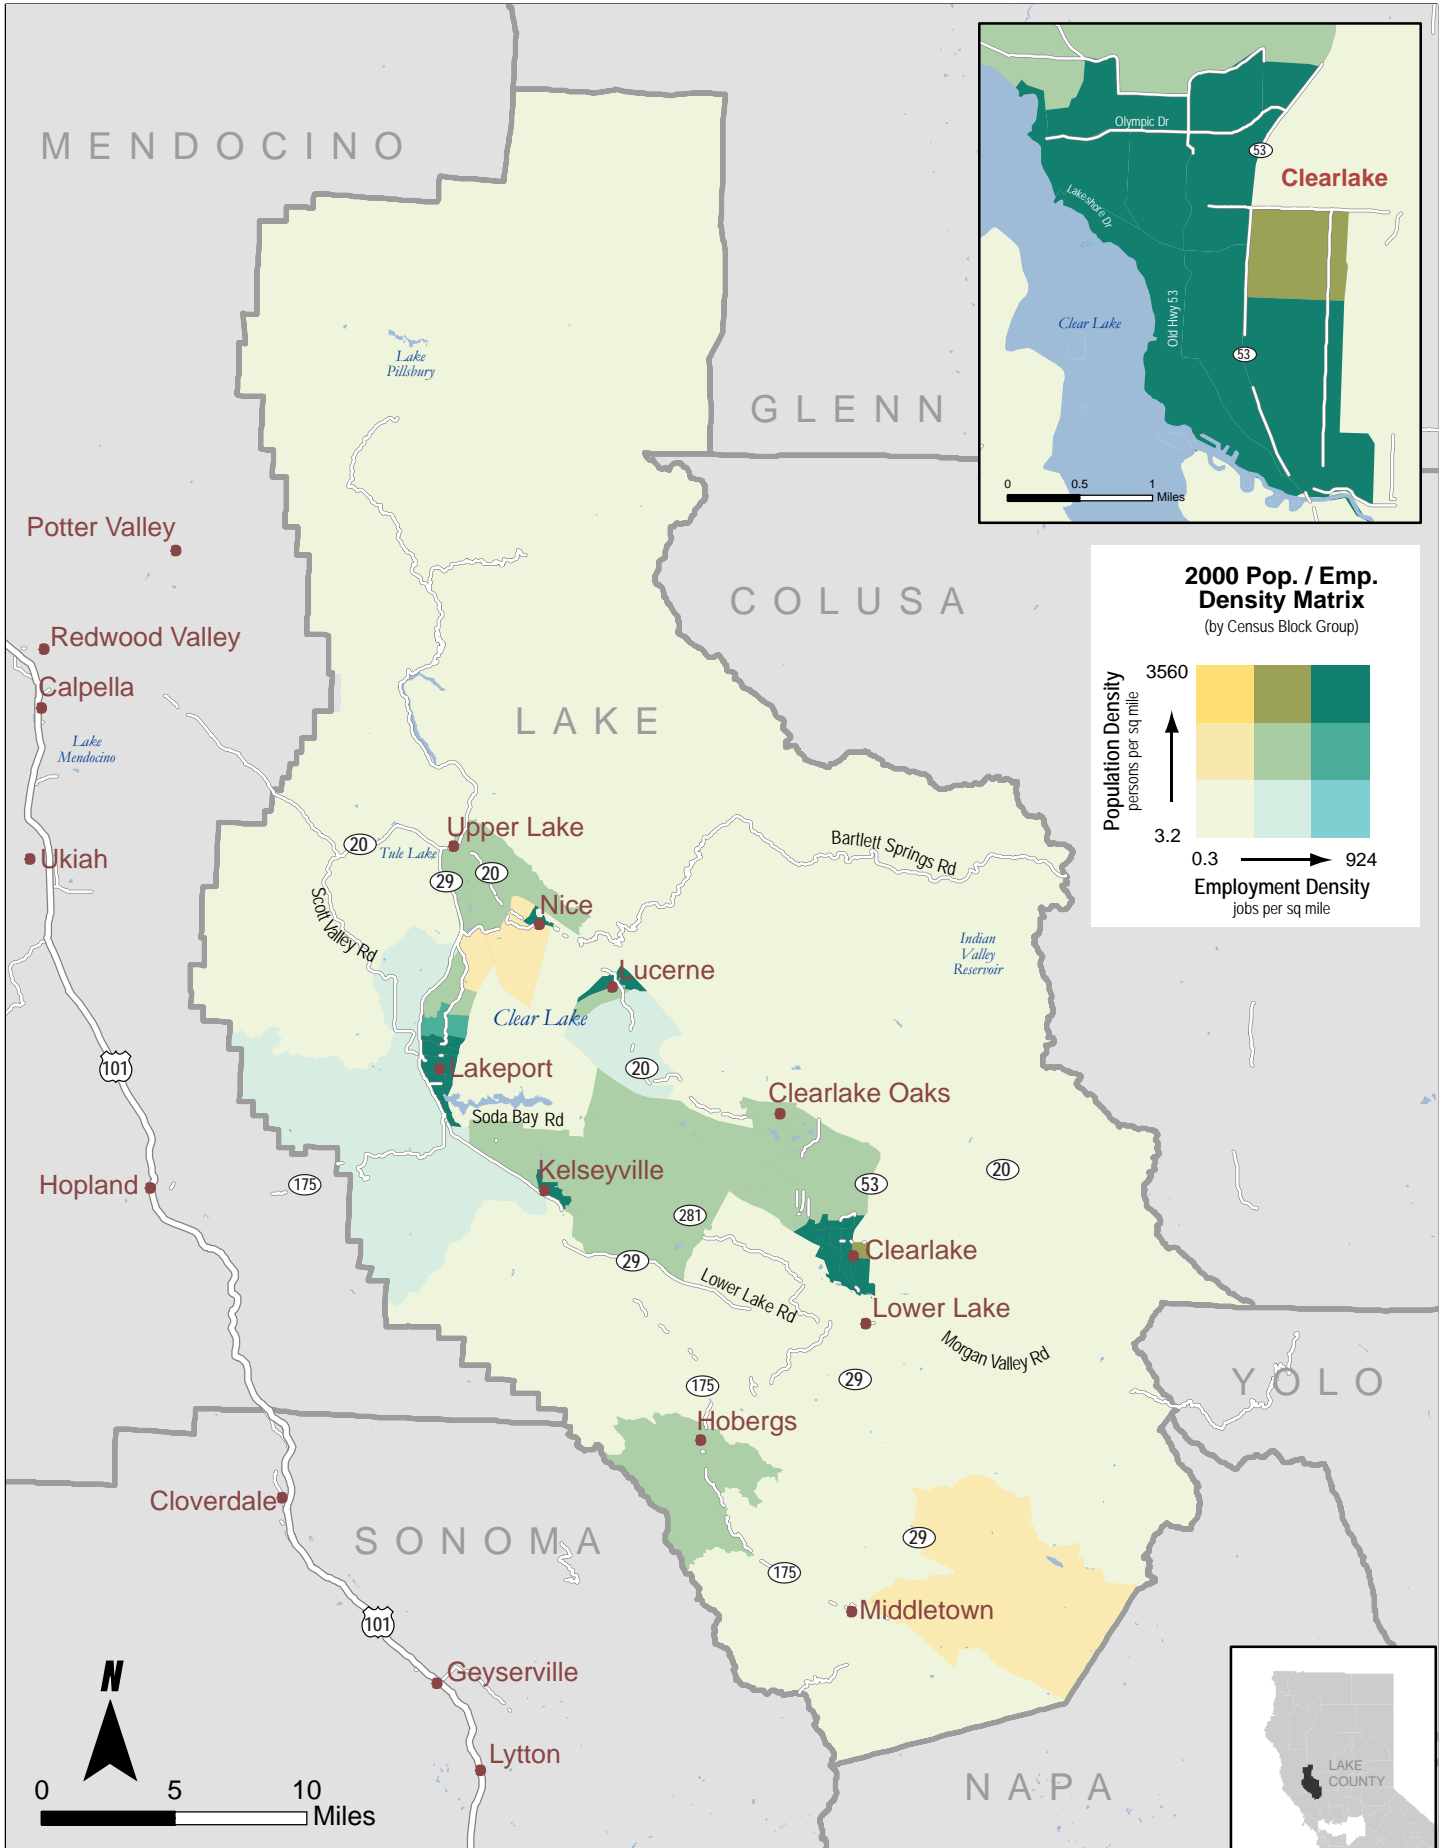 MENDOCINO
GLENN
COLUSA
LAKE
YOLO
SONOMA
NAPA
Olympic Dr
53
Clearlake
Lakeshore Dr
Old Hwy 53
Clear Lake
53
0 0.5 1
Miles
2000 Pop. / Emp.
Density Matrix
(by Census Block Group)
Population Density
persons per sq mile
3560
3.2
0.3 924
Employment Density
jobs per sq mile
Lake
Pillsbury
Potter Valley
Redwood Valley
Calpella
Lake
Mendocino
Ukiah
20
Upper Lake
Tule Lake
29
20
Scott Valley Rd
Nice
Bartlett Springs Rd
Indian
Valley
Reservoir
Lucerne
Clear Lake
101
Lakeport
20
Soda Bay Rd
Clearlake Oaks
Hopland
175
Kelseyville
20
53
281
29
Clearlake
Lower Lake Rd
Lower Lake
Morgan Valley Rd
29
175
Hobergs
Cloverdale
29
175
Middletown
101
Geyserville
Lytton
N
0 5 10
Miles
LAKE
COUNTY